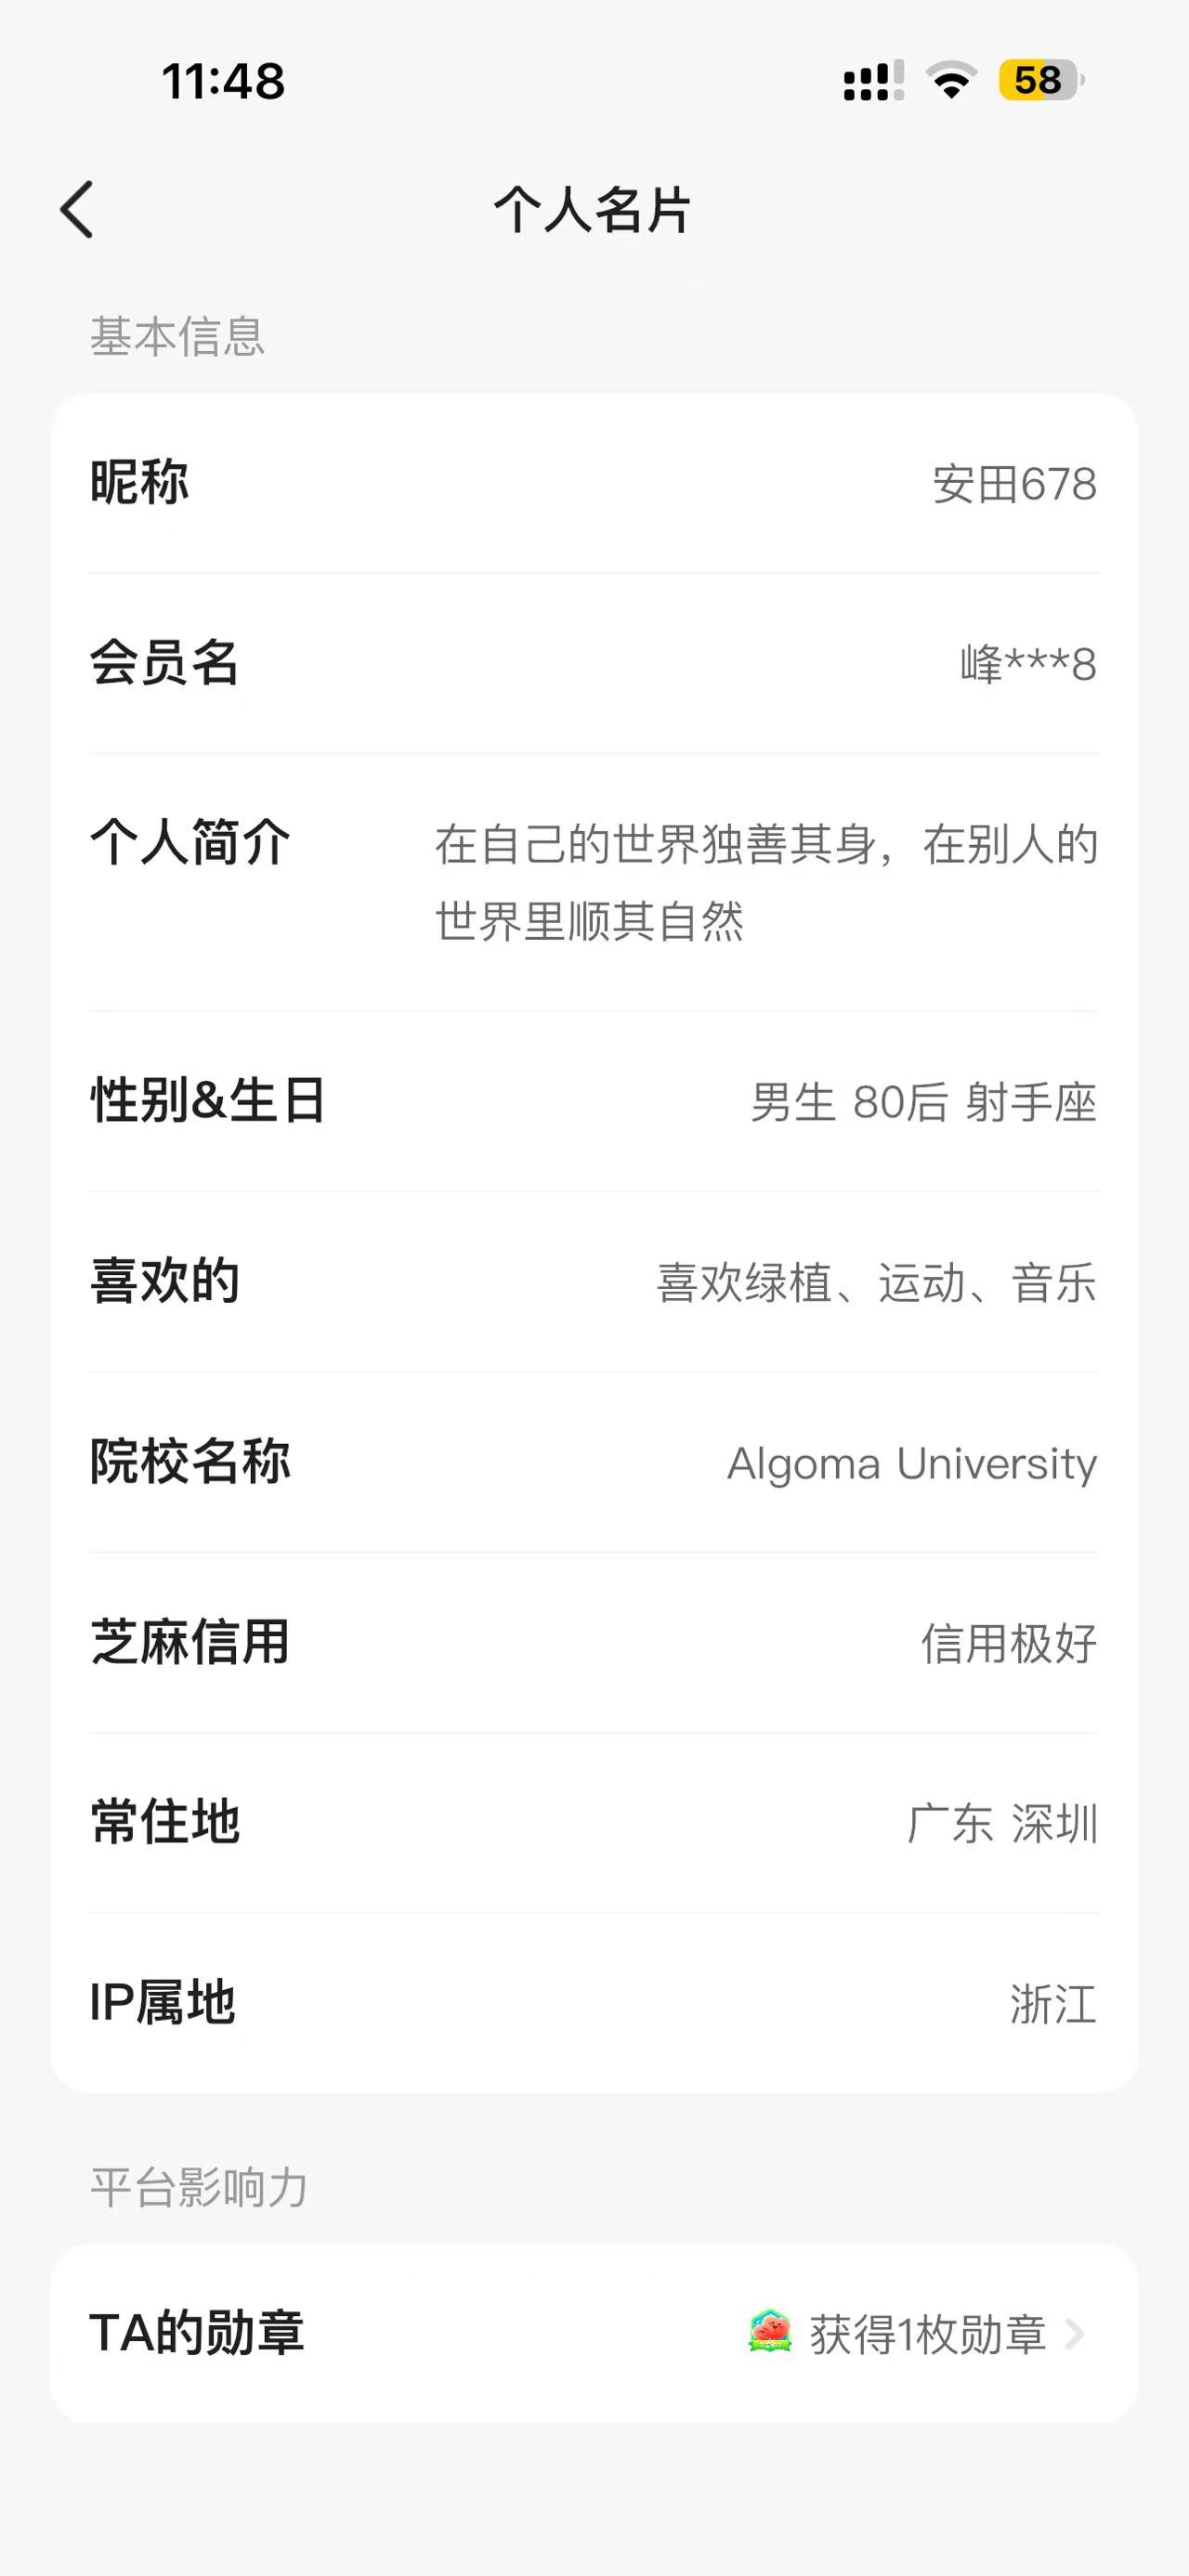 11:48
58
个人名片
基本信息
昵称 安田678
会员名 峰***8
个人简介 在自己的世界独善其身，在别人的
世界里顺其自然
性别&生日 男生 80后 射手座
喜欢的 喜欢绿植、运动、音乐
院校名称 Algoma University
芝麻信用 信用极好
常住地 广东 深圳
IP属地 浙江
平台影响力
TA的勋章 获得1枚勋章